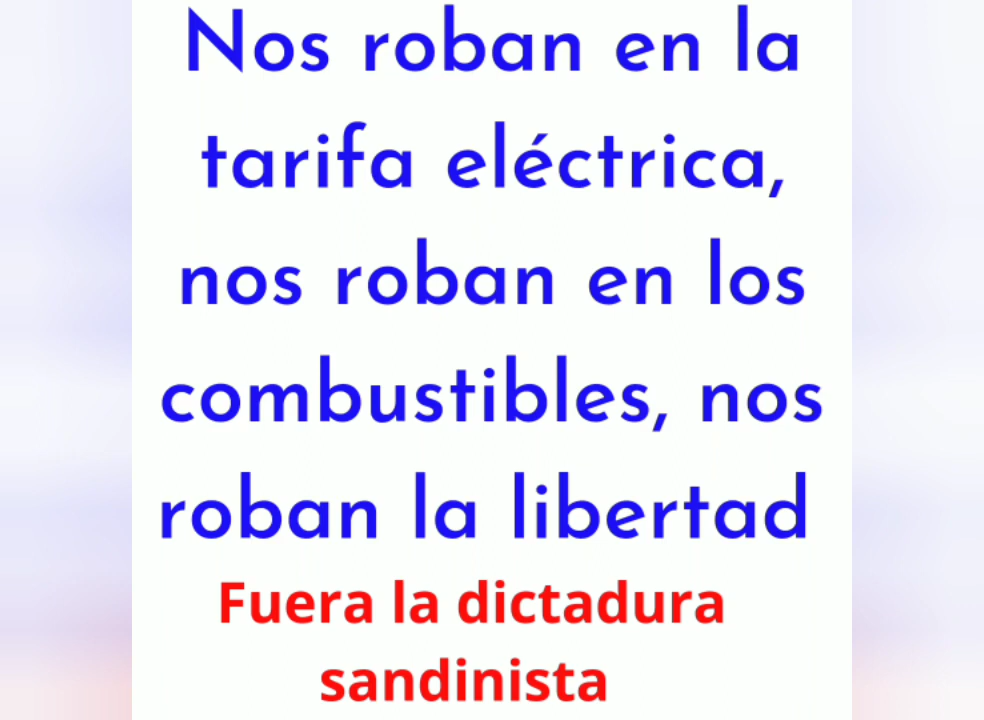 Nos roban en la
tarifa eléctrica,
nos roban en los
combustibles, nos
roban la libertad
Fuera la dictadura
sandinista